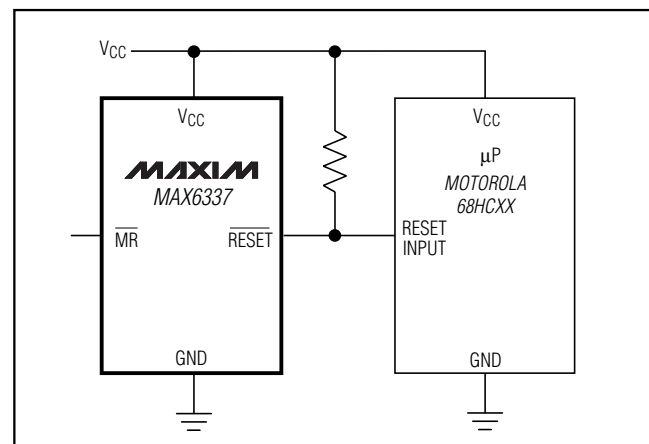 VCC
VCC
MAXIM
MAX6337
MR
RESET
GND
VCC
µP
MOTOROLA
68HCXX
RESET
INPUT
GND